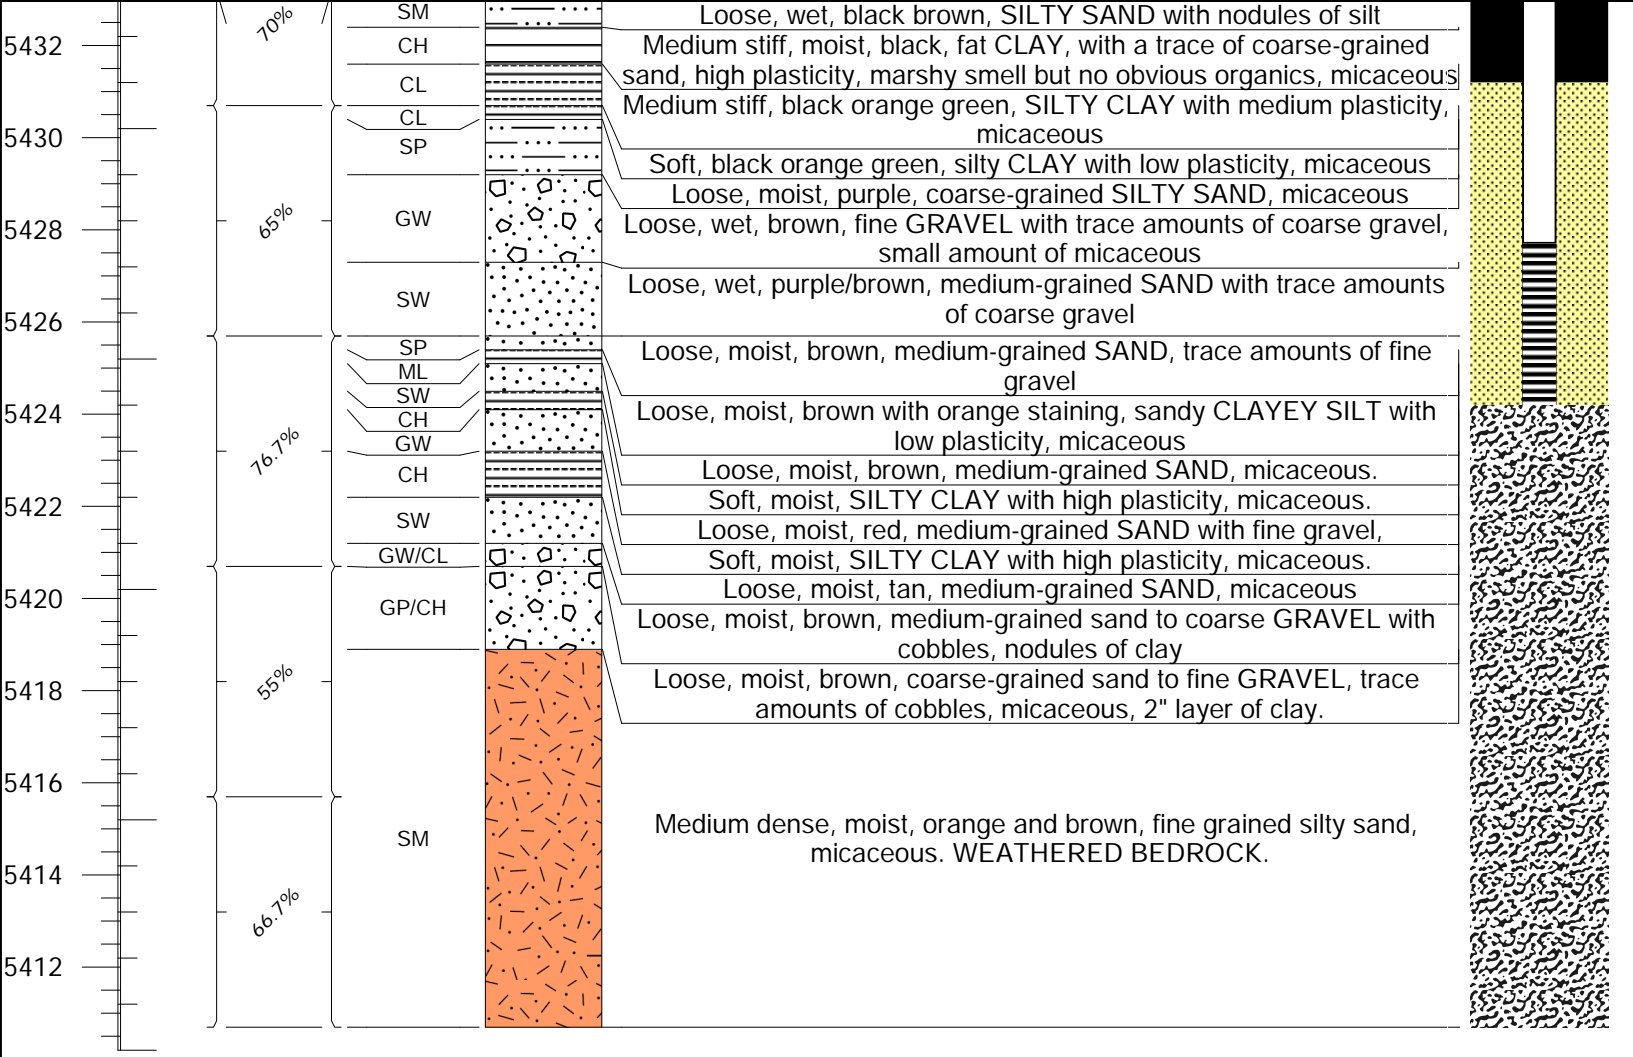 5432
5430
5428
5426
5424
5422
5420
5418
5416
5414
5412
70%
65%
76.7%
55%
66.7%
SM
CH
CL
CL
SP
GW
SW
SP
ML
SW
CH
GW
CH
SW
GW/CL
GP/CH
SM
Loose, wet, black brown, SILTY SAND with nodules of silt
Medium stiff, moist, black, fat CLAY, with a trace of coarse-grained
sand, high plasticity, marshy smell but no obvious organics, micaceous
Medium stiff, black orange green, SILTY CLAY with medium plasticity,
micaceous
Soft, black orange green, silty CLAY with low plasticity, micaceous
Loose, moist, purple, coarse-grained SILTY SAND, micaceous
Loose, wet, brown, fine GRAVEL with trace amounts of coarse gravel,
small amount of micaceous
Loose, wet, purple/brown, medium-grained SAND with trace amounts
of coarse gravel
Loose, moist, brown, medium-grained SAND, trace amounts of fine
gravel
Loose, moist, brown with orange staining, sandy CLAYEY SILT with
low plasticity, micaceous
Loose, moist, brown, medium-grained SAND, micaceous.
Soft, moist, SILTY CLAY with high plasticity, micaceous.
Loose, moist, red, medium-grained SAND with fine gravel,
Soft, moist, SILTY CLAY with high plasticity, micaceous.
Loose, moist, tan, medium-grained SAND, micaceous
Loose, moist, brown, medium-grained sand to coarse GRAVEL with
cobbles, nodules of clay
Loose, moist, brown, coarse-grained sand to fine GRAVEL, trace
amounts of cobbles, micaceous, 2" layer of clay.
Medium dense, moist, orange and brown, fine grained silty sand,
micaceous. WEATHERED BEDROCK.